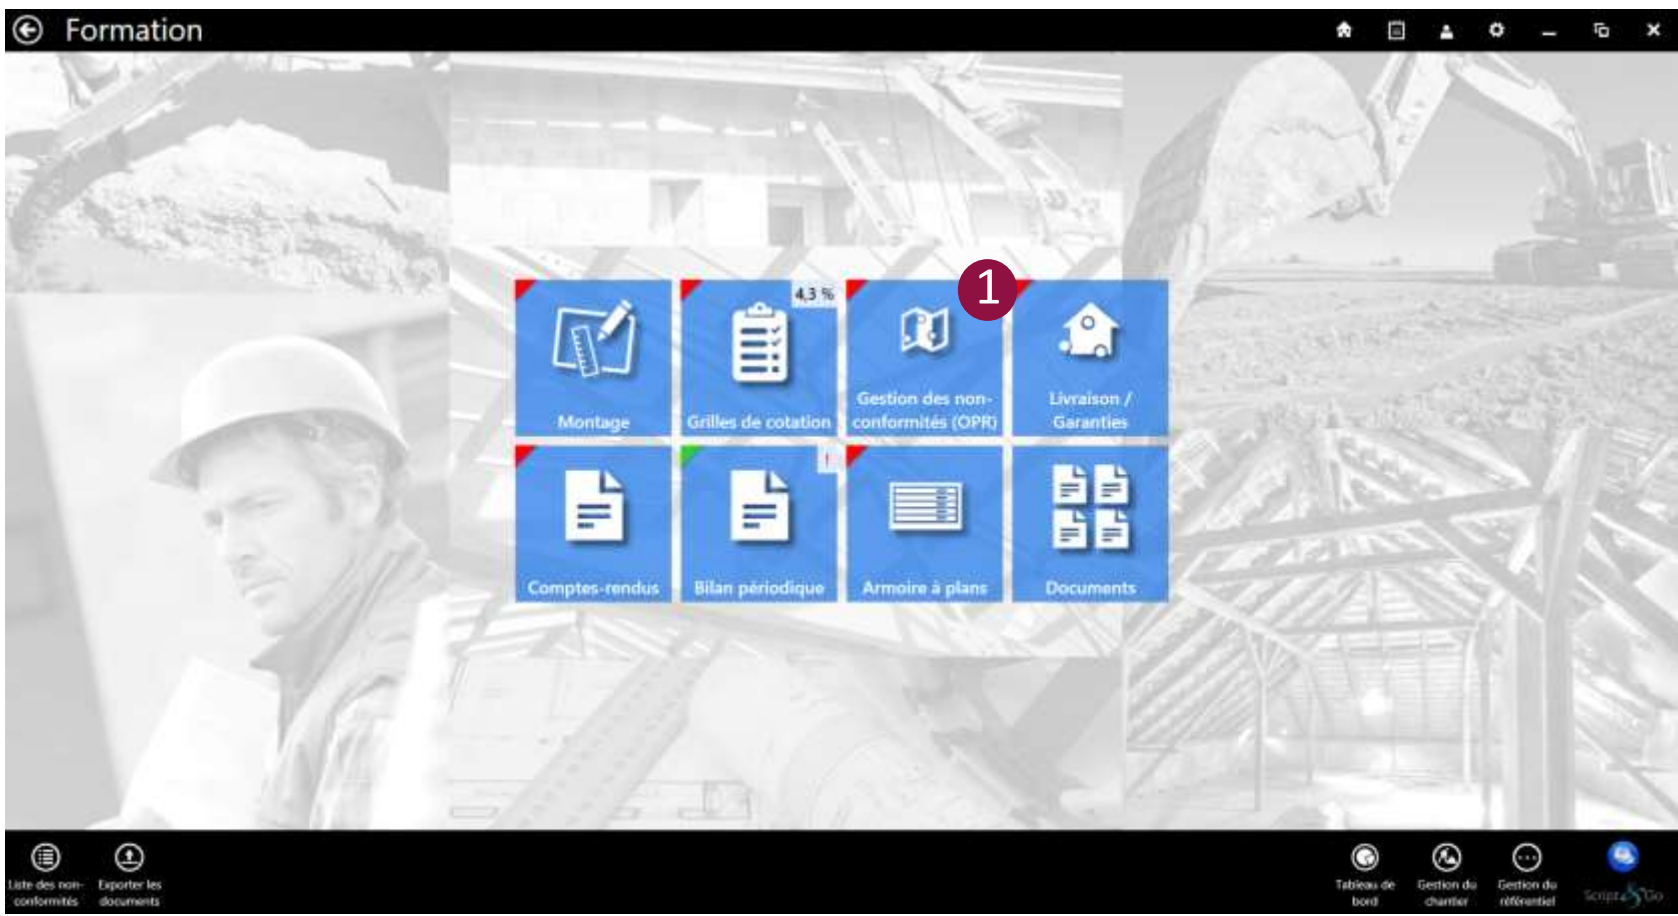 Formation
1
4,3 %
Montage
Grilles de cotation
Gestion des non-
conformités (OPR)
Livraison /
Garanties
!
Comptes-rendus
Bilan périodique
Armoire à plans
Documents
Liste des non-
conformités
Exporter les
documents
Tableau de
bord
Gestion du
chantier
Gestion du
référentiel
Script&Go